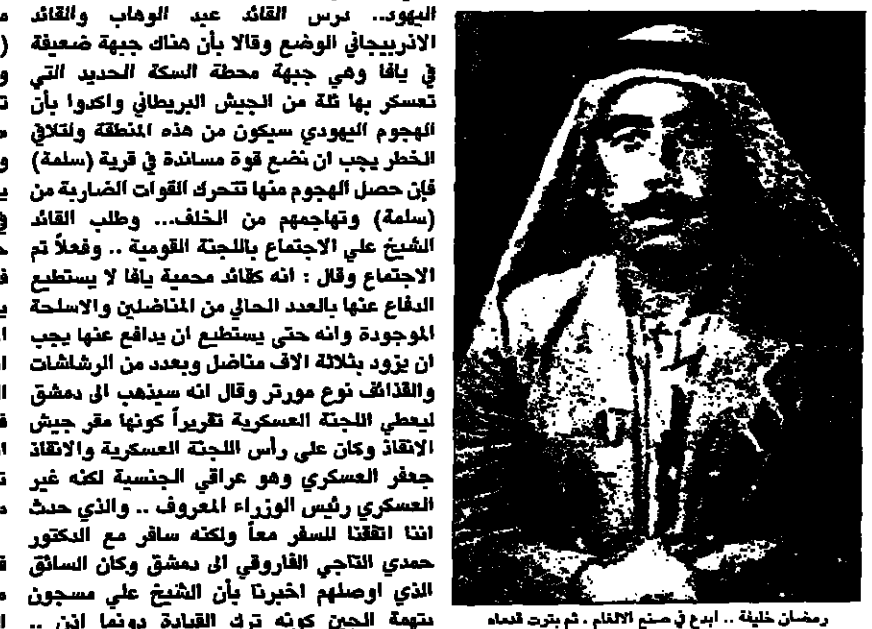 اليهود.. درس القائد عبد الوهاب والقائد
الاذربيجاني الوضع وقالا بأن هناك جبهة ضعيفة
في يافا وهي جبهة محطة السكة الحديد التي
تعسكر بها ثلة من الجيش البريطاني واكدوا بأن
الهجوم اليهودي سيكون من هذه المنطقة ولتلافي
الخطر يجب ان نضع قوة مساندة في قرية (سلمة)
فإن حصل الهجوم منها تتحرك القوات الضاربة من
(سلمة) وتهاجمهم من الخلف... وطلب القائد
الشيخ علي الاجتماع باللجنة القومية .. وفعلاً تم
الاجتماع وقال : انه كقائد محمية يافا لا يستطيع
الدفاع عنها بالعدد الحالي من المناضلين والاسلحة
الموجودة وانه حتى يستطيع ان يدافع عنها يجب
ان يزود بثلاثة الاف مناضل وبعدد من الرشاشات
والقذائف نوع مورتر وقال انه سيذهب الى دمشق
ليعطي اللجنة العسكرية تقريراً كونها مقر جيش
الانقاذ وكان على رأس اللجنة العسكرية والانقاذ
جعفر العسكري وهو عراقي الجنسية لكنه غير
العسكري رئيس الوزراء المعروف .. والذي حدث
اننا اتفقنا للسفر معاً ولكنه سافر مع الدكتور
حمدي التاجي الفاروقي الى دمشق وكان السائق
الذي اوصلهم اخبرنا بأن الشيخ علي مسجون
بتهمة الجبن كونه ترك القيادة دونما اذن ..
رمضان خليفة .. ابدع في صنع الالغام . ثم بترت قدماه